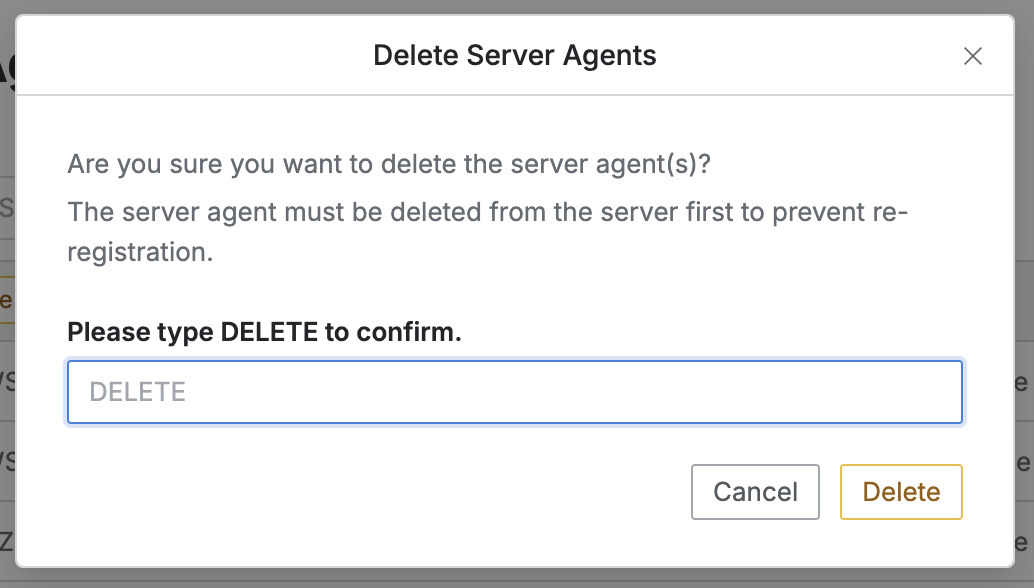 Delete Server Agents
Are you sure you want to delete the server agent(s)?
The server agent must be deleted from the server first to prevent re-
registration.
Please type DELETE to confirm.
DELETE
Cancel
Delete